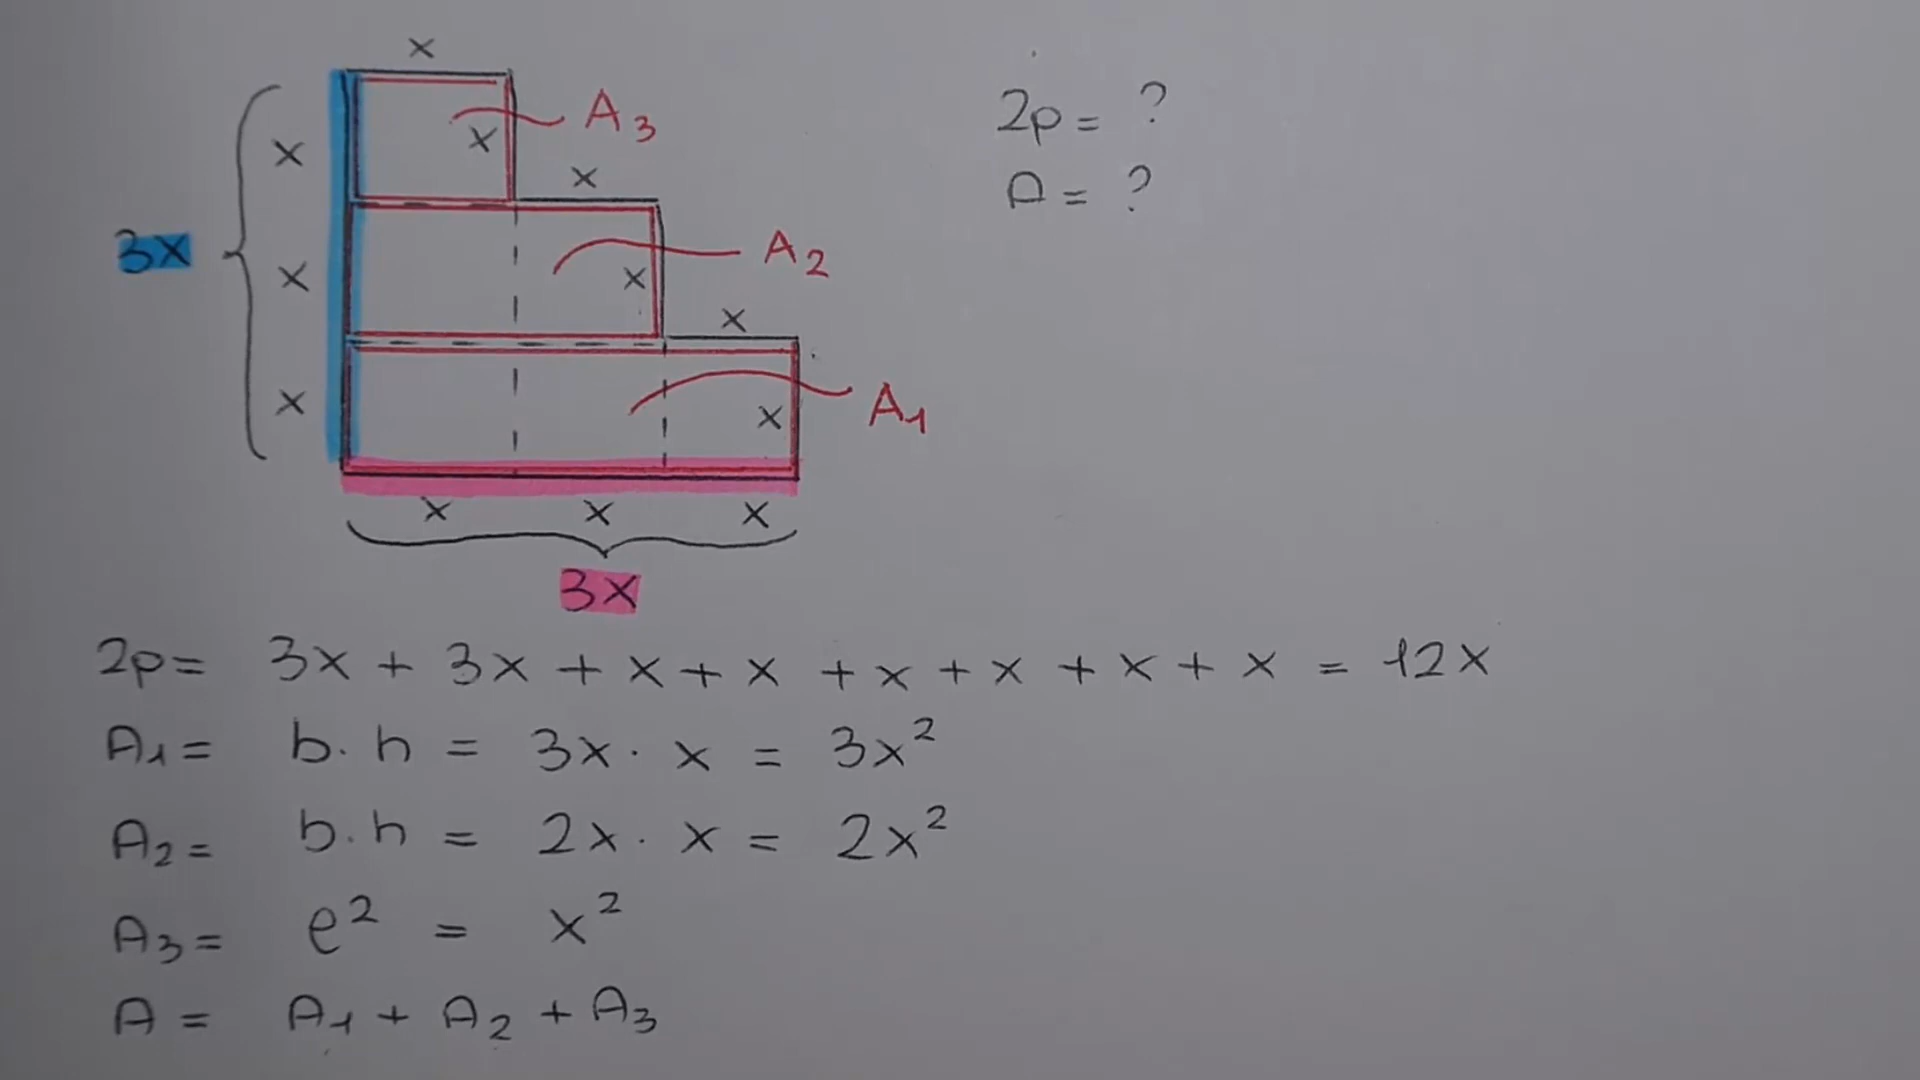 x
x
x
A₃
x
x
A₂
3x
x
x
x
A₁
x
x
x x x
3x
2p = ?
A = ?
2p = 3x + 3x + x + x + x + x + x + x = 12x
A₁ = b · h = 3x · x = 3x²
A₂ = b · h = 2x · x = 2x²
A₃ = e² = x²
A = A₁ + A₂ + A₃